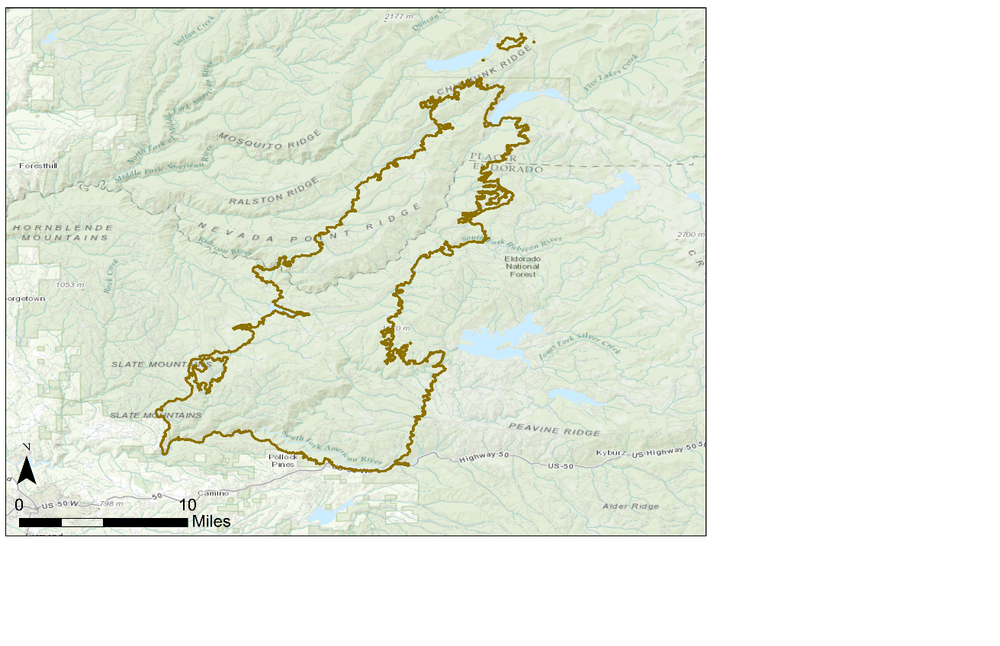 2177 m
Duncan C
Indian Creek
CHIPMUNK RIDGE
Five Lakes Creek
North Fork of Middle Fork American River
MOSQUITO RIDGE
Foresthill
Middle Fork American River
PLACER
ELDORADO
RALSTON RIDGE
NEVADA POINT RIDGE
HORNBLENDE
MOUNTAINS
Rubicon River
South Fork Rubicon River
2700 m
Eldorado
National
Forest
C R
Rock Creek
1053 m
orgetown
70 m
Jones Fork Silver Creek
SLATE MOUNTAINS
SLATE MOUNTAINS
PEAVINE RIDGE
South Fork American River
N
Pollock
Pines
Highway 50
US-50
Kyburz
US Highway 50
50
d
US-50 W
798 m
50
Camino
Alder Ridge
0
10
Miles
Diamond